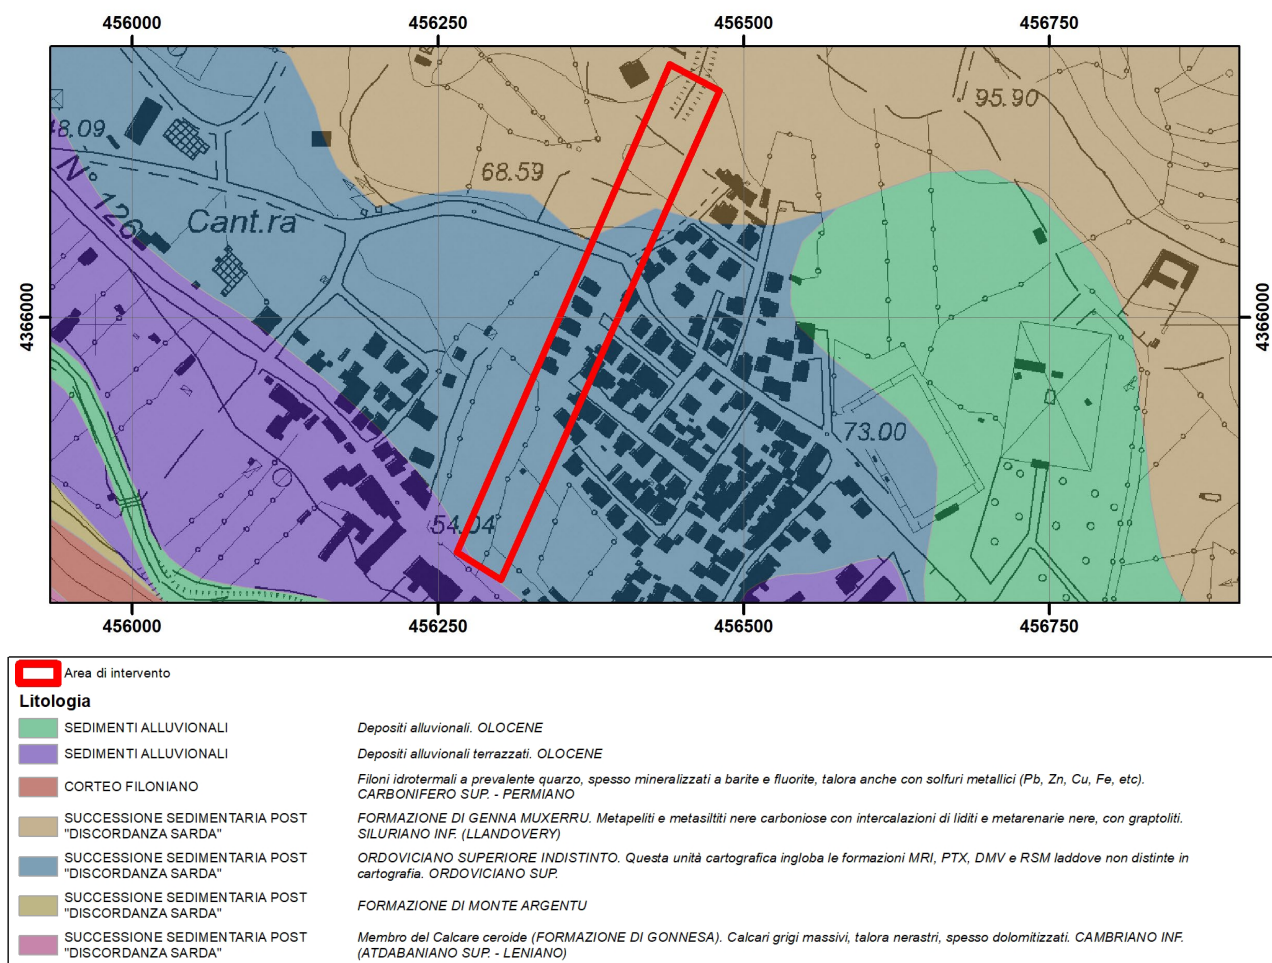 456000 456250 456500 456750
95.90
48.09
68.59
N° 126
Cant.ra
4366000
4366000
73.00
54.04
456000 456250 456500 456750
Area di intervento
Litologia
SEDIMENTI ALLUVIONALI Depositi alluvionali. OLOCENE
SEDIMENTI ALLUVIONALI Depositi alluvionali terrazzati. OLOCENE
CORTEO FILONIANO Filoni idrotermali a prevalente quarzo, spesso mineralizzati a barite e fluorite, talora anche con solfuri metallici (Pb, Zn, Cu, Fe, etc).
CARBONIFERO SUP. - PERMIANO
SUCCESSIONE SEDIMENTARIA POST FORMAZIONE DI GENNA MUXERRU. Metapeliti e metasiltiti nere carboniose con intercalazioni di liditi e metarenarie nere, con graptoliti.
"DISCORDANZA SARDA" SILURIANO INF. (LLANDOVERY)
SUCCESSIONE SEDIMENTARIA POST ORDOVICIANO SUPERIORE INDISTINTO. Questa unità cartografica ingloba le formazioni MRI, PTX, DMV e RSM laddove non distinte in
"DISCORDANZA SARDA" cartografia. ORDOVICIANO SUP.
SUCCESSIONE SEDIMENTARIA POST
"DISCORDANZA SARDA" FORMAZIONE DI MONTE ARGENTU
SUCCESSIONE SEDIMENTARIA POST Membro del Calcare ceroide (FORMAZIONE DI GONNESA). Calcari grigi massivi, talora nerastri, spesso dolomitizzati. CAMBRIANO INF.
"DISCORDANZA SARDA" (ATDABANIANO SUP. - LENIANO)